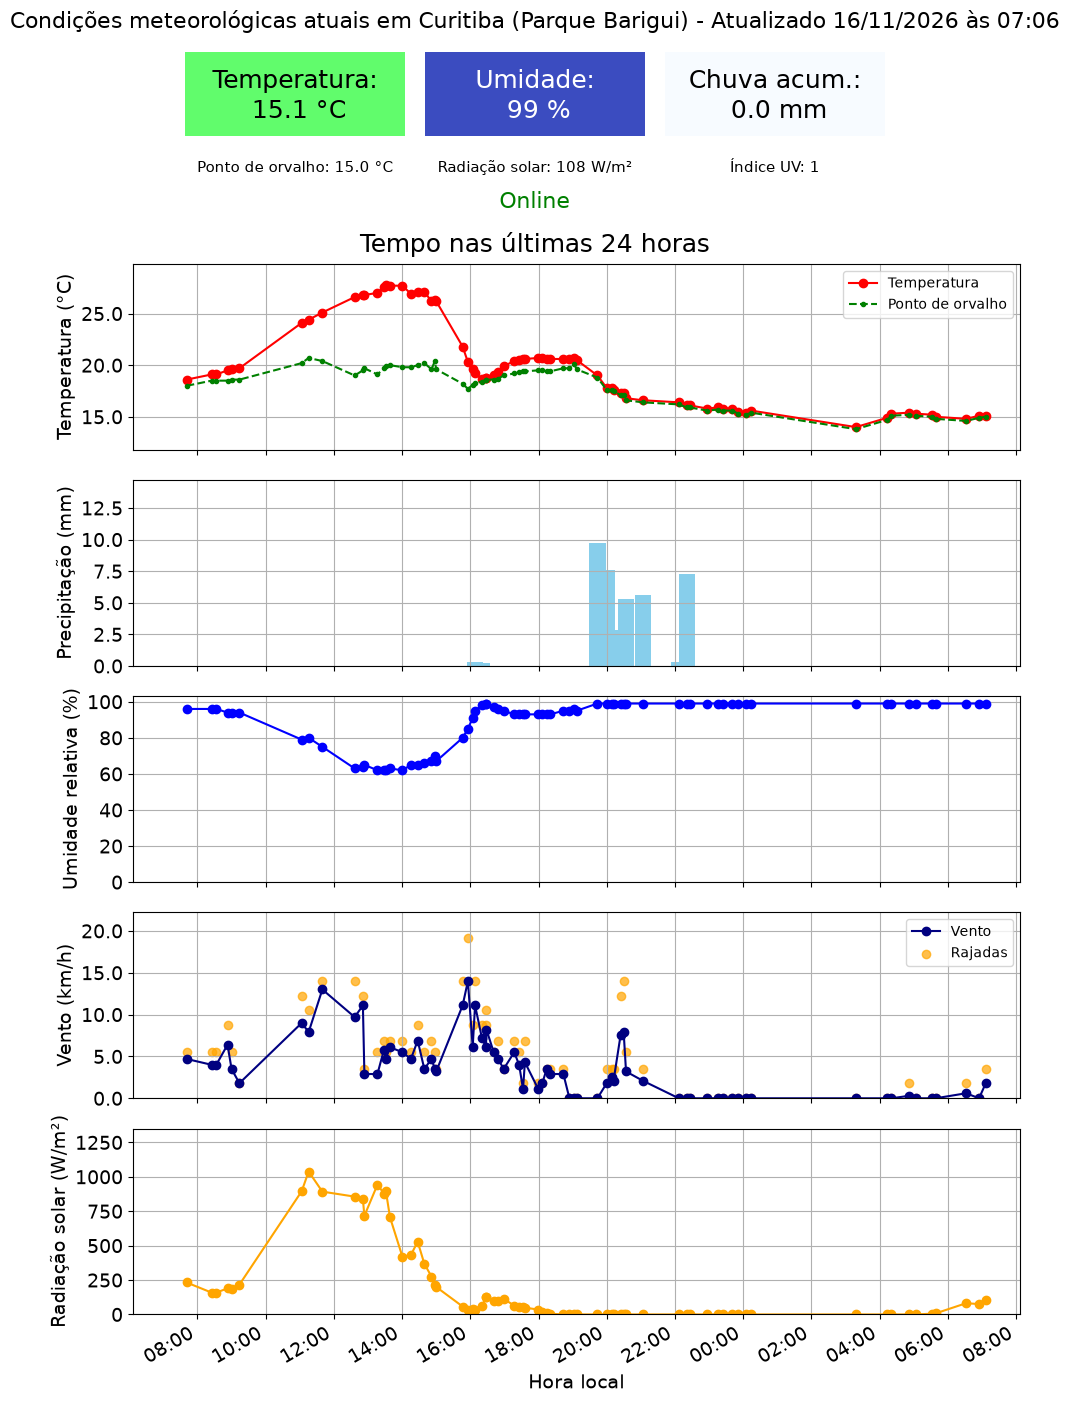 Condições meteorológicas atuais em Curitiba (Parque Barigui) - Atualizado 16/11/2026 às 07:06
Temperatura:
15.1 °C
Umidade:
99 %
Chuva acum.:
0.0 mm
Ponto de orvalho: 15.0 °C
Radiação solar: 108 W/m²
Índice UV: 1
Online
Tempo nas últimas 24 horas
Temperatura (°C)
25.0
20.0
15.0
Temperatura
Ponto de orvalho
Precipitação (mm)
12.5
10.0
7.5
5.0
2.5
0.0
Umidade relativa (%)
100
80
60
40
20
0
Vento (km/h)
20.0
15.0
10.0
5.0
0.0
Vento
Rajadas
Radiação solar (W/m²)
1250
1000
750
500
250
0
08:00
10:00
12:00
14:00
16:00
18:00
20:00
22:00
00:00
02:00
04:00
06:00
08:00
Hora local